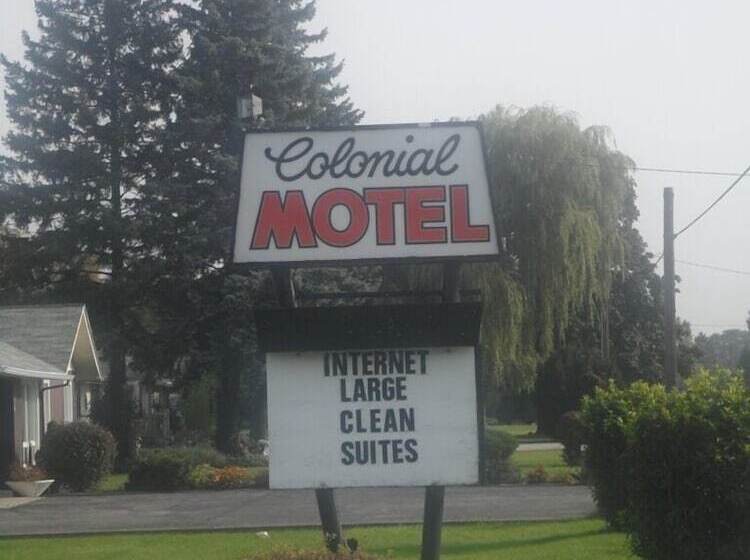 Colonial
MOTEL
INTERNET
LARGE
CLEAN
SUITES